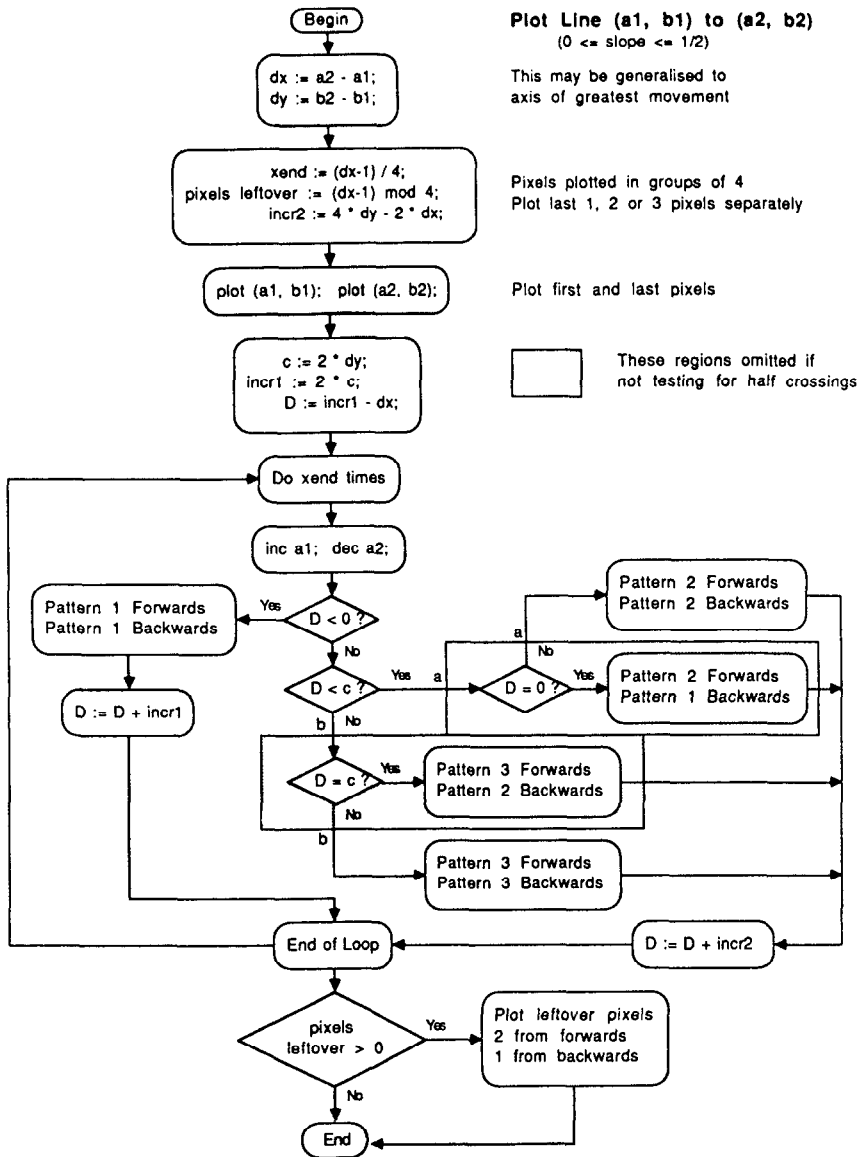 Begin
Plot Line (a1, b1) to (a2, b2)
(0 <= slope <= 1/2)
dx := a2 - a1;
dy := b2 - b1;
This may be generalised to
axis of greatest movement
xend := (dx-1) / 4;
pixels leftover := (dx-1) mod 4;
incr2 := 4 * dy - 2 * dx;
Pixels plotted in groups of 4
Plot last 1, 2 or 3 pixels separately
plot (a1, b1); plot (a2, b2);
Plot first and last pixels
c := 2 * dy;
incr1 := 2 * c;
D := incr1 - dx;
These regions omitted if
not testing for half crossings
Do xend times
inc a1; dec a2;
Pattern 1 Forwards
Pattern 1 Backwards
Yes
D < 0 ?
No
Pattern 2 Forwards
Pattern 2 Backwards
a
No
D < c ?
Yes
a
D = 0 ?
Yes
Pattern 2 Forwards
Pattern 1 Backwards
D := D + incr1
b
No
D = c ?
Yes
Pattern 3 Forwards
Pattern 2 Backwards
No
b
Pattern 3 Forwards
Pattern 3 Backwards
End of Loop
D := D + incr2
pixels
leftover > 0
Yes
Plot leftover pixels
2 from forwards
1 from backwards
No
End